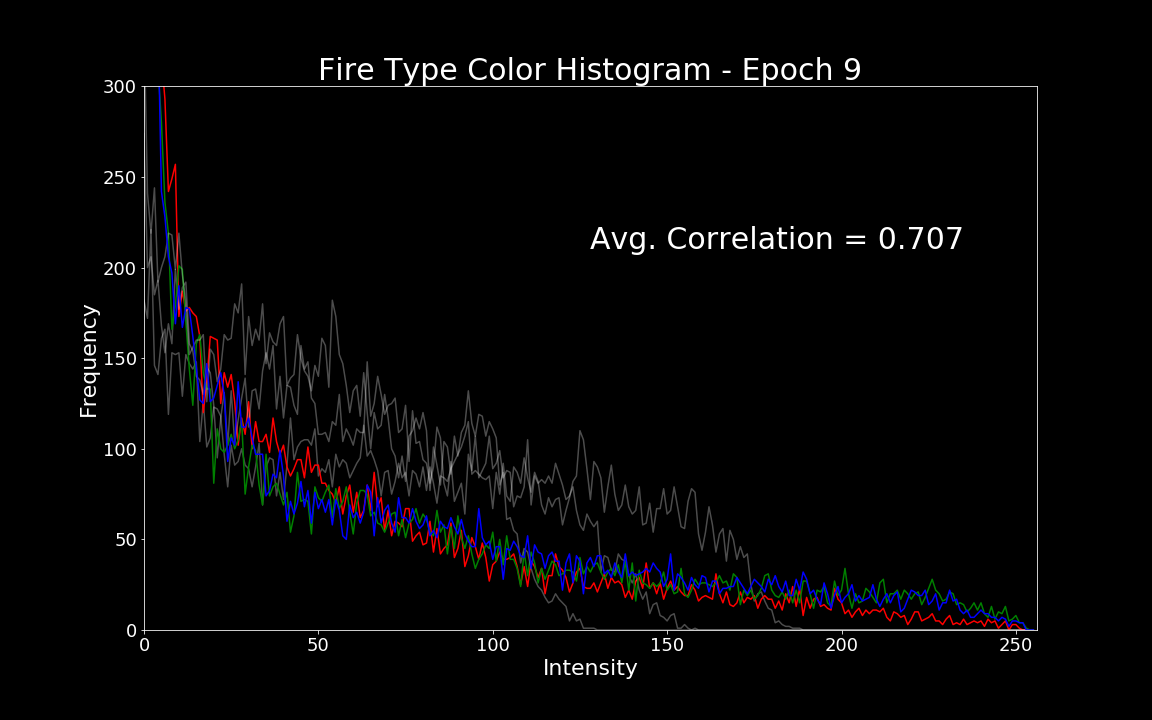 Fire Type Color Histogram - Epoch 9
300
250
200
150
100
50
0
Frequency
Avg. Correlation = 0.707
0 50 100 150 200 250
Intensity